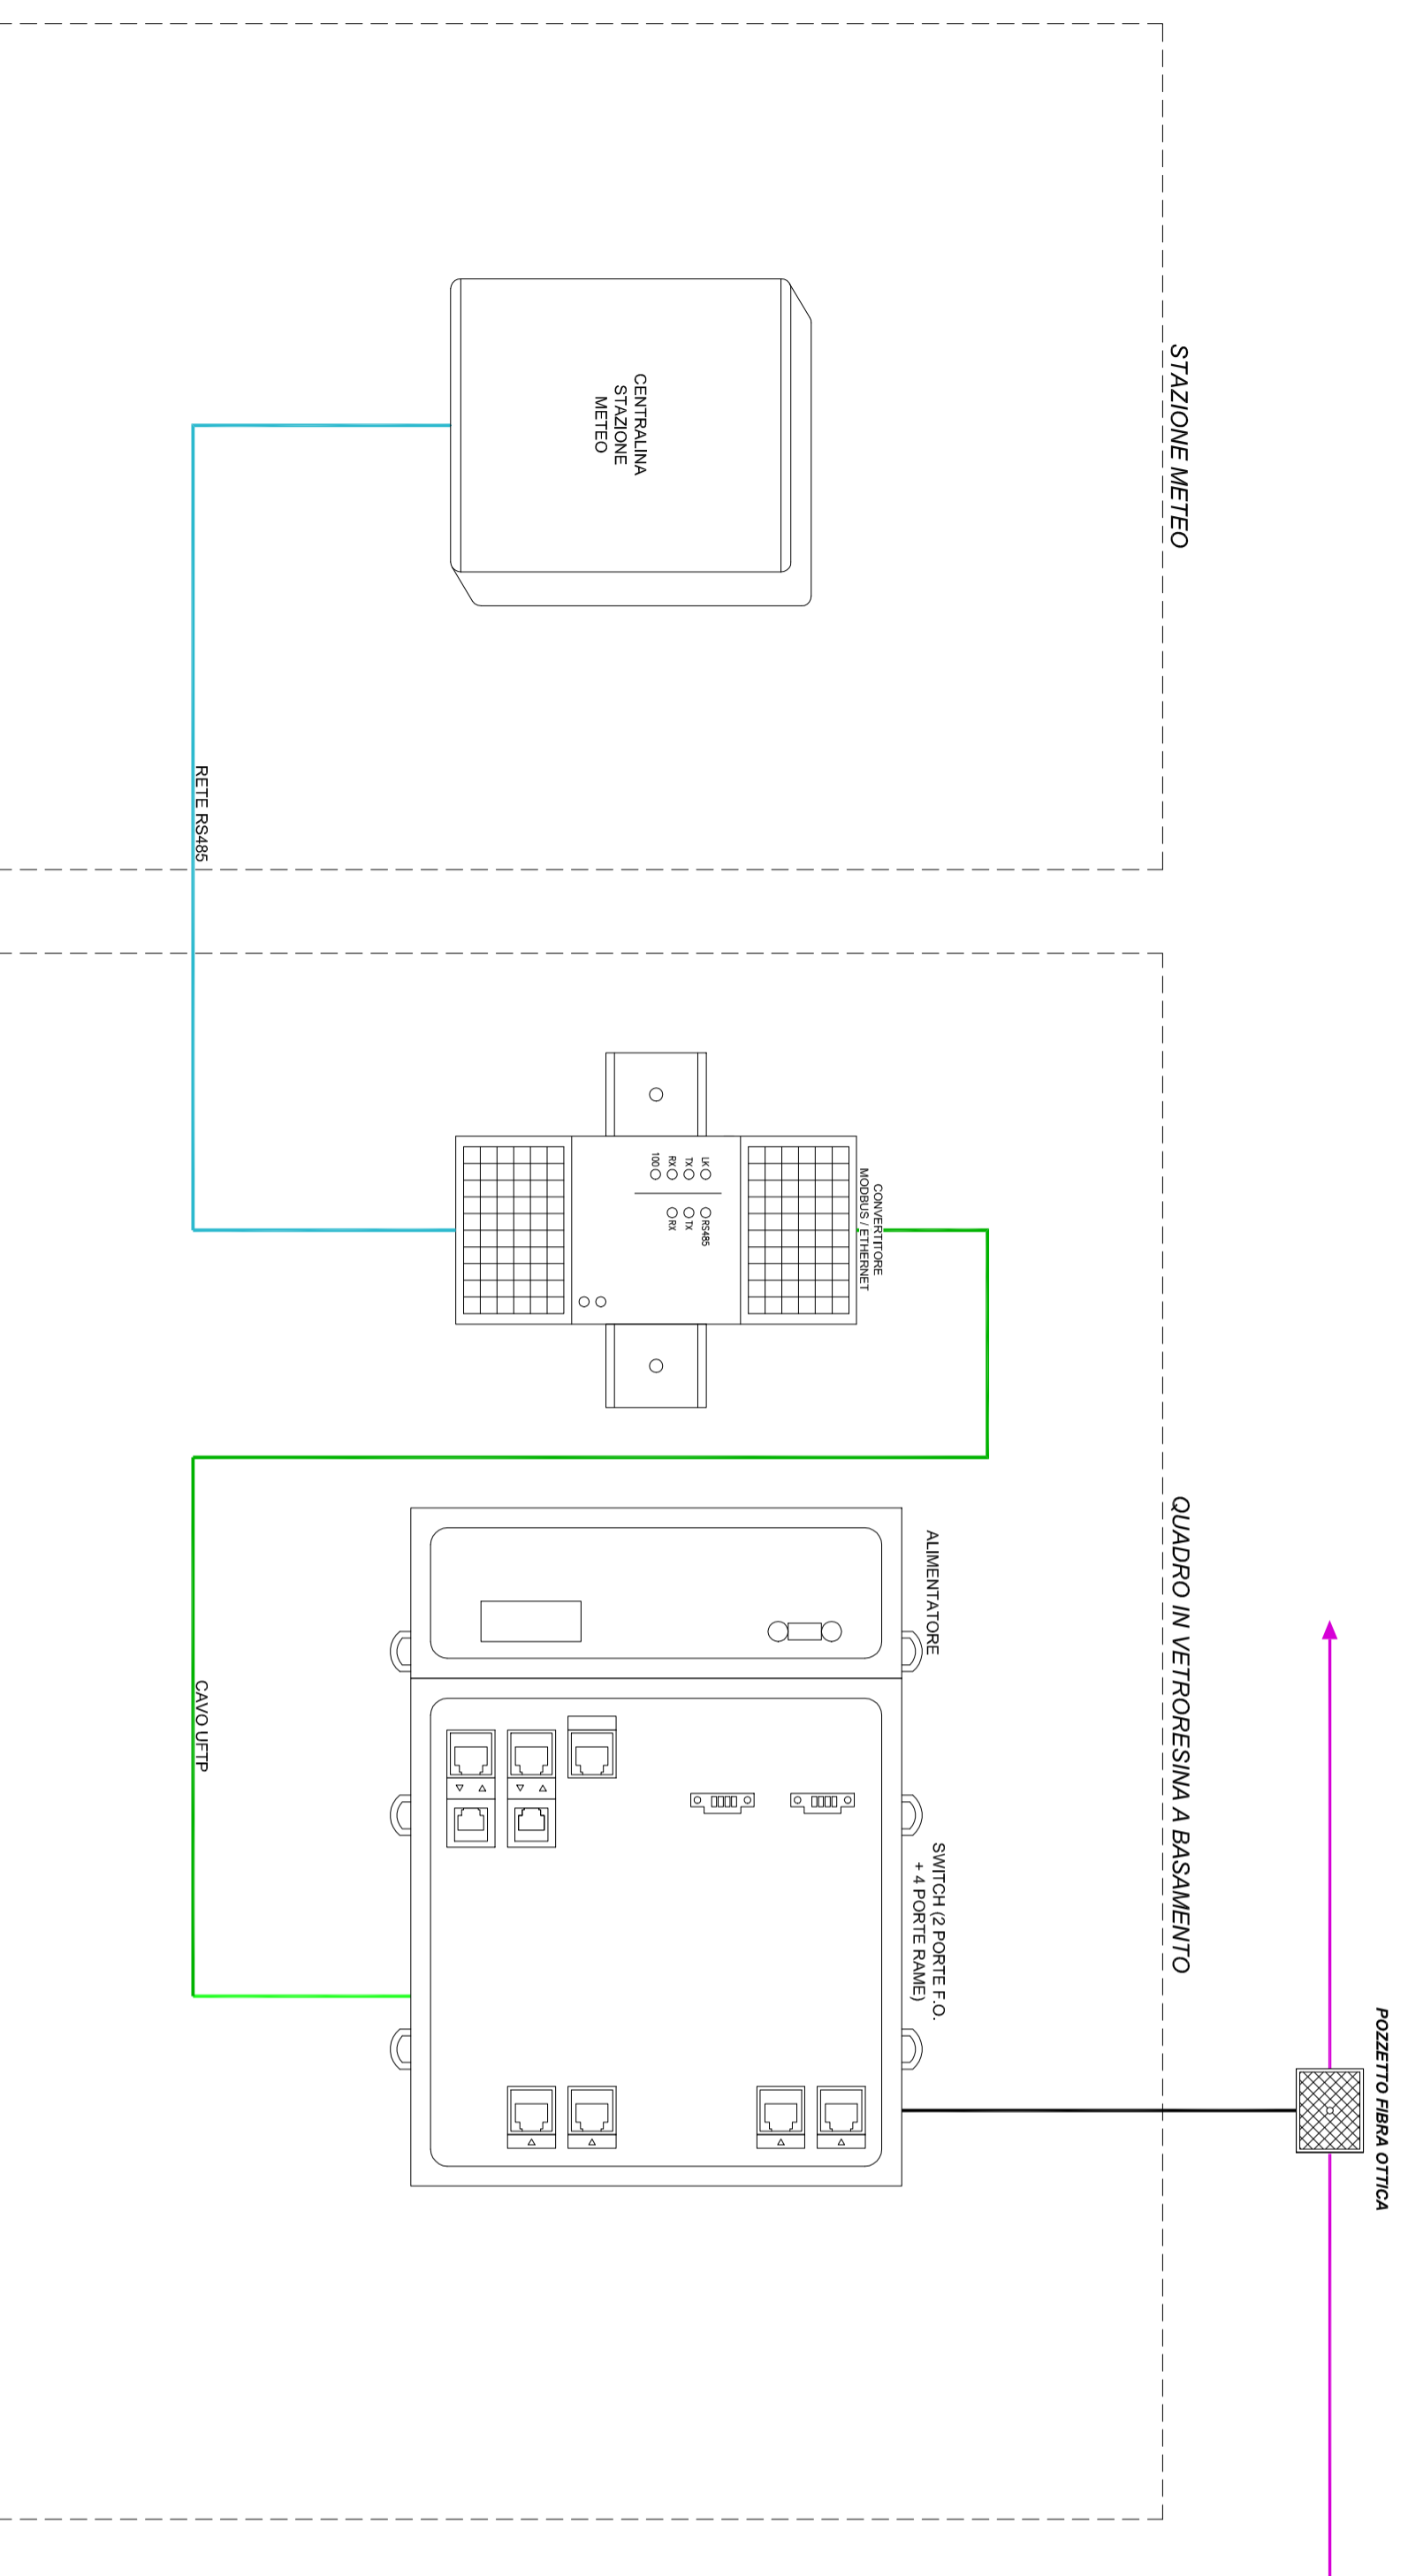 STAZIONE METEO
CENTRALINA
STAZIONE
METEO
RETE RS485
QUADRO IN VETRORESINA A BASAMENTO
CONVERTITORE
MODBUS / ETHERNET
LK
TX
RX
100
RS485
TX
RX
ALIMENTATORE
SWITCH (2 PORTE F.O.
+ 4 PORTE RAME)
CAVO UFTP
POZZETTO FIBRA OTTICA